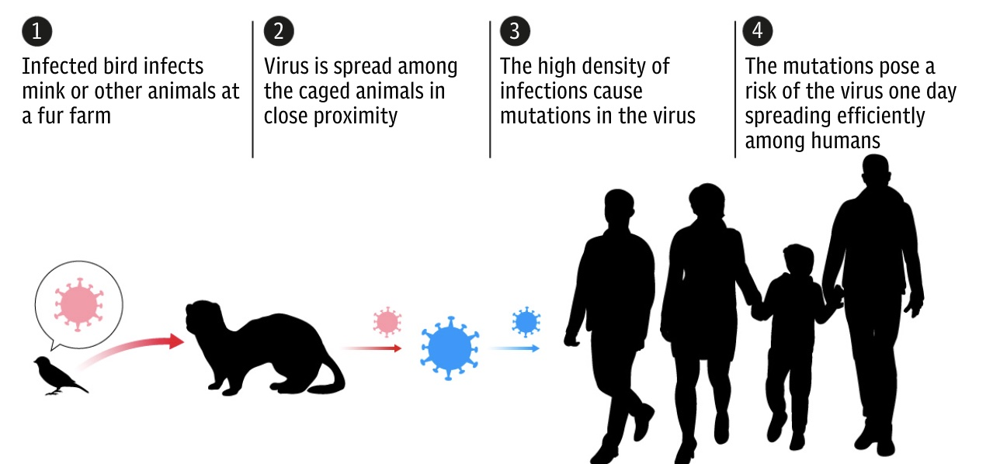 1
Infected bird infects
mink or other animals at
a fur farm
2
Virus is spread among
the caged animals in
close proximity
3
The high density of
infections cause
mutations in the virus
4
The mutations pose a
risk of the virus one day
spreading efficiently
among humans